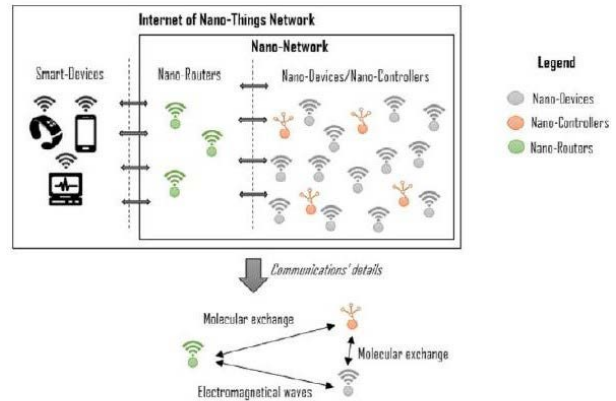 Internet of Nano-Things Network
Nano-Network
Smart-Devices
Nano-Routers
Nano-Devices/Nano-Controllers
Legend
Nano-Devices
Nano-Controllers
Nano-Routers
Communications' details
Molecular exchange
Molecular exchange
Electromagnetical waves